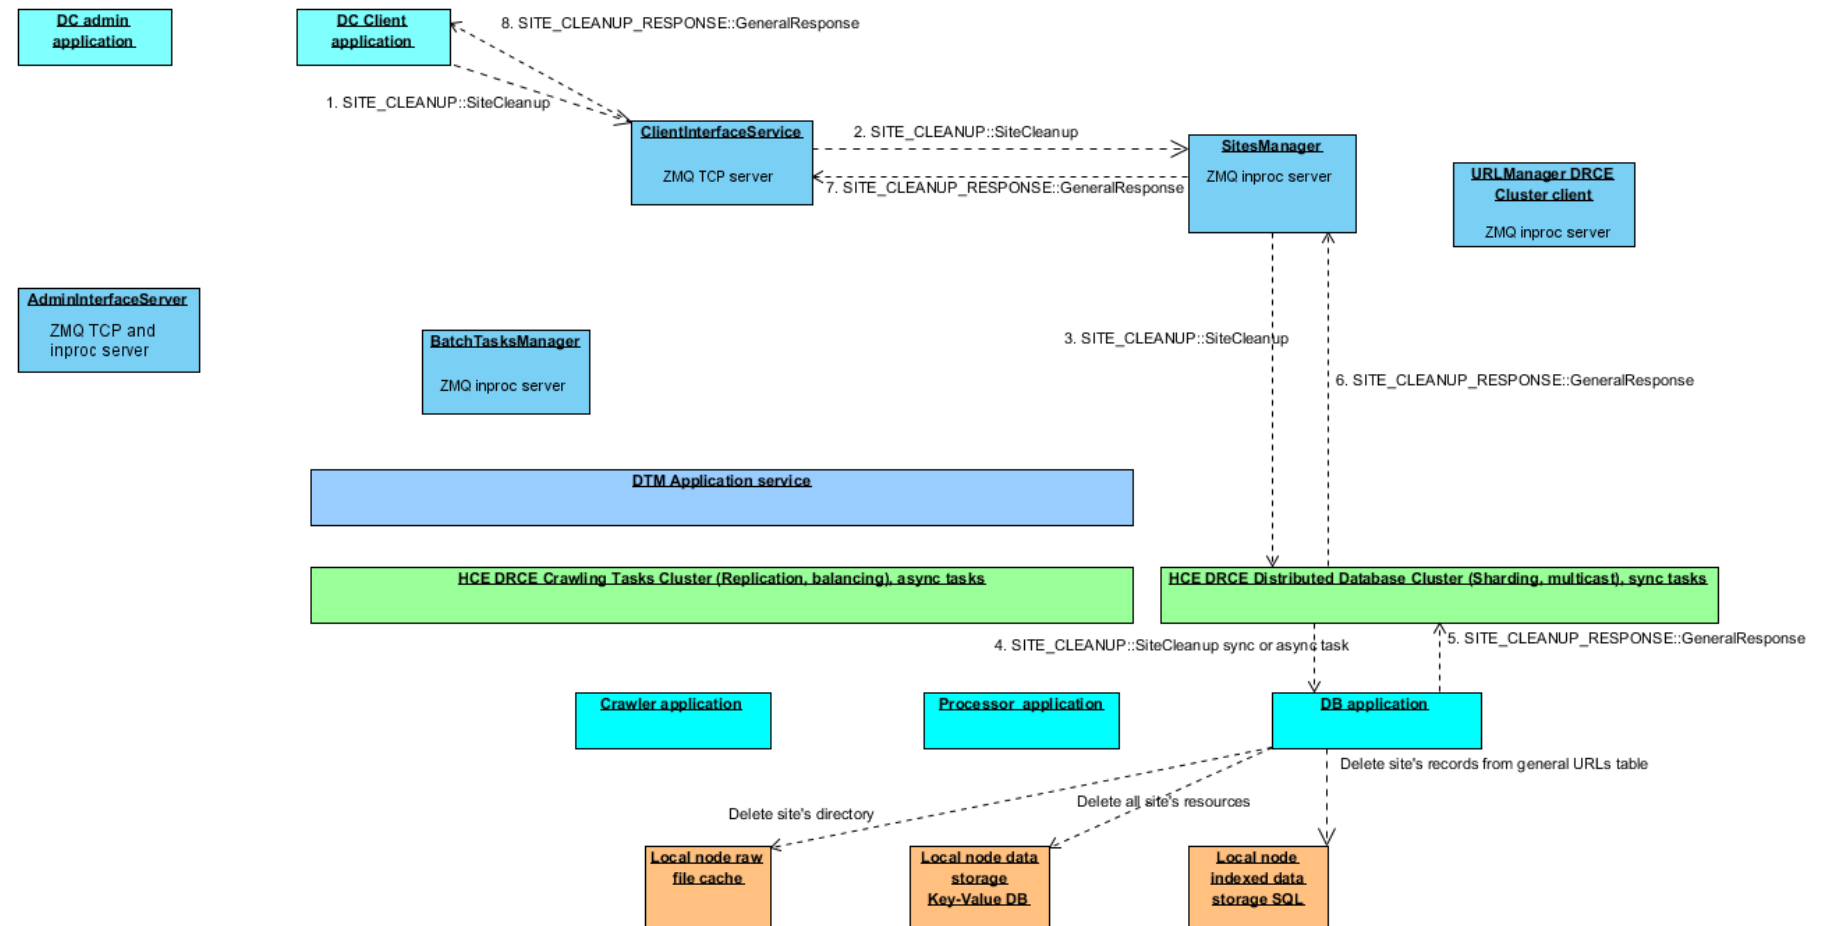 DC admin
application
DC Client
application
8. SITE_CLEANUP_RESPONSE::GeneralResponse
1. SITE_CLEANUP::SiteCleanup
ClientInterfaceService
ZMQ TCP server
2. SITE_CLEANUP::SiteCleanup
7. SITE_CLEANUP_RESPONSE::GeneralResponse
SitesManager
ZMQ inproc server
URLManager DRCE
Cluster client
ZMQ inproc server
AdminInterfaceServer
ZMQ TCP and
inproc server
BatchTasksManager
ZMQ inproc server
3. SITE_CLEANUP::SiteCleanup
6. SITE_CLEANUP_RESPONSE::GeneralResponse
DTM Application service
HCE DRCE Crawling Tasks Cluster (Replication, balancing), async tasks
HCE DRCE Distributed Database Cluster (Sharding, multicast), sync tasks
4. SITE_CLEANUP::SiteCleanup sync or async task
5. SITE_CLEANUP_RESPONSE::GeneralResponse
Crawler application
Processor application
DB application
Delete site's records from general URLs table
Delete all site's resources
Delete site's directory
Local node raw
file cache
Local node data
storage
Key-Value DB
Local node
indexed data
storage SQL